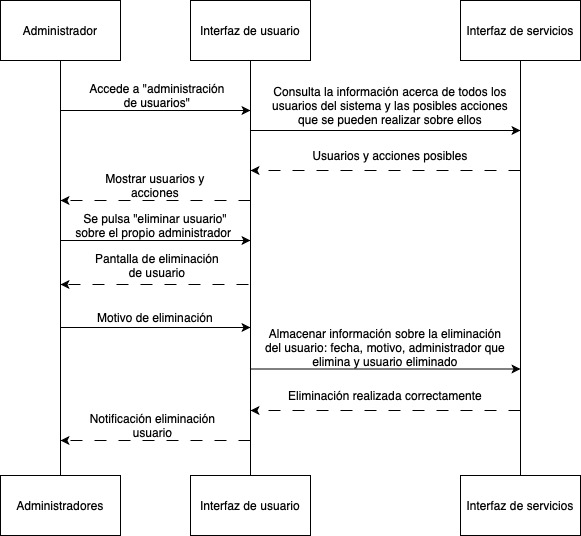 Administrador
Interfaz de usuario
Interfaz de servicios
Accede a "administración
de usuarios"
Consulta la información acerca de todos los
usuarios del sistema y las posibles acciones
que se pueden realizar sobre ellos
Usuarios y acciones posibles
Mostrar usuarios y
acciones
Se pulsa "eliminar usuario"
sobre el propio administrador
Pantalla de eliminación
de usuario
Motivo de eliminación
Almacenar información sobre la eliminación
del usuario: fecha, motivo, administrador que
elimina y usuario eliminado
Eliminación realizada correctamente
Notificación eliminación
usuario
Administradores
Interfaz de usuario
Interfaz de servicios